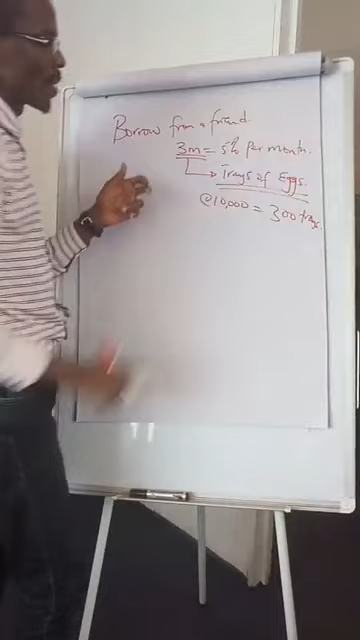 Borrow from a friend
3m = 5% per month.
Trays of Eggs.
@10,000 = 300 trays.